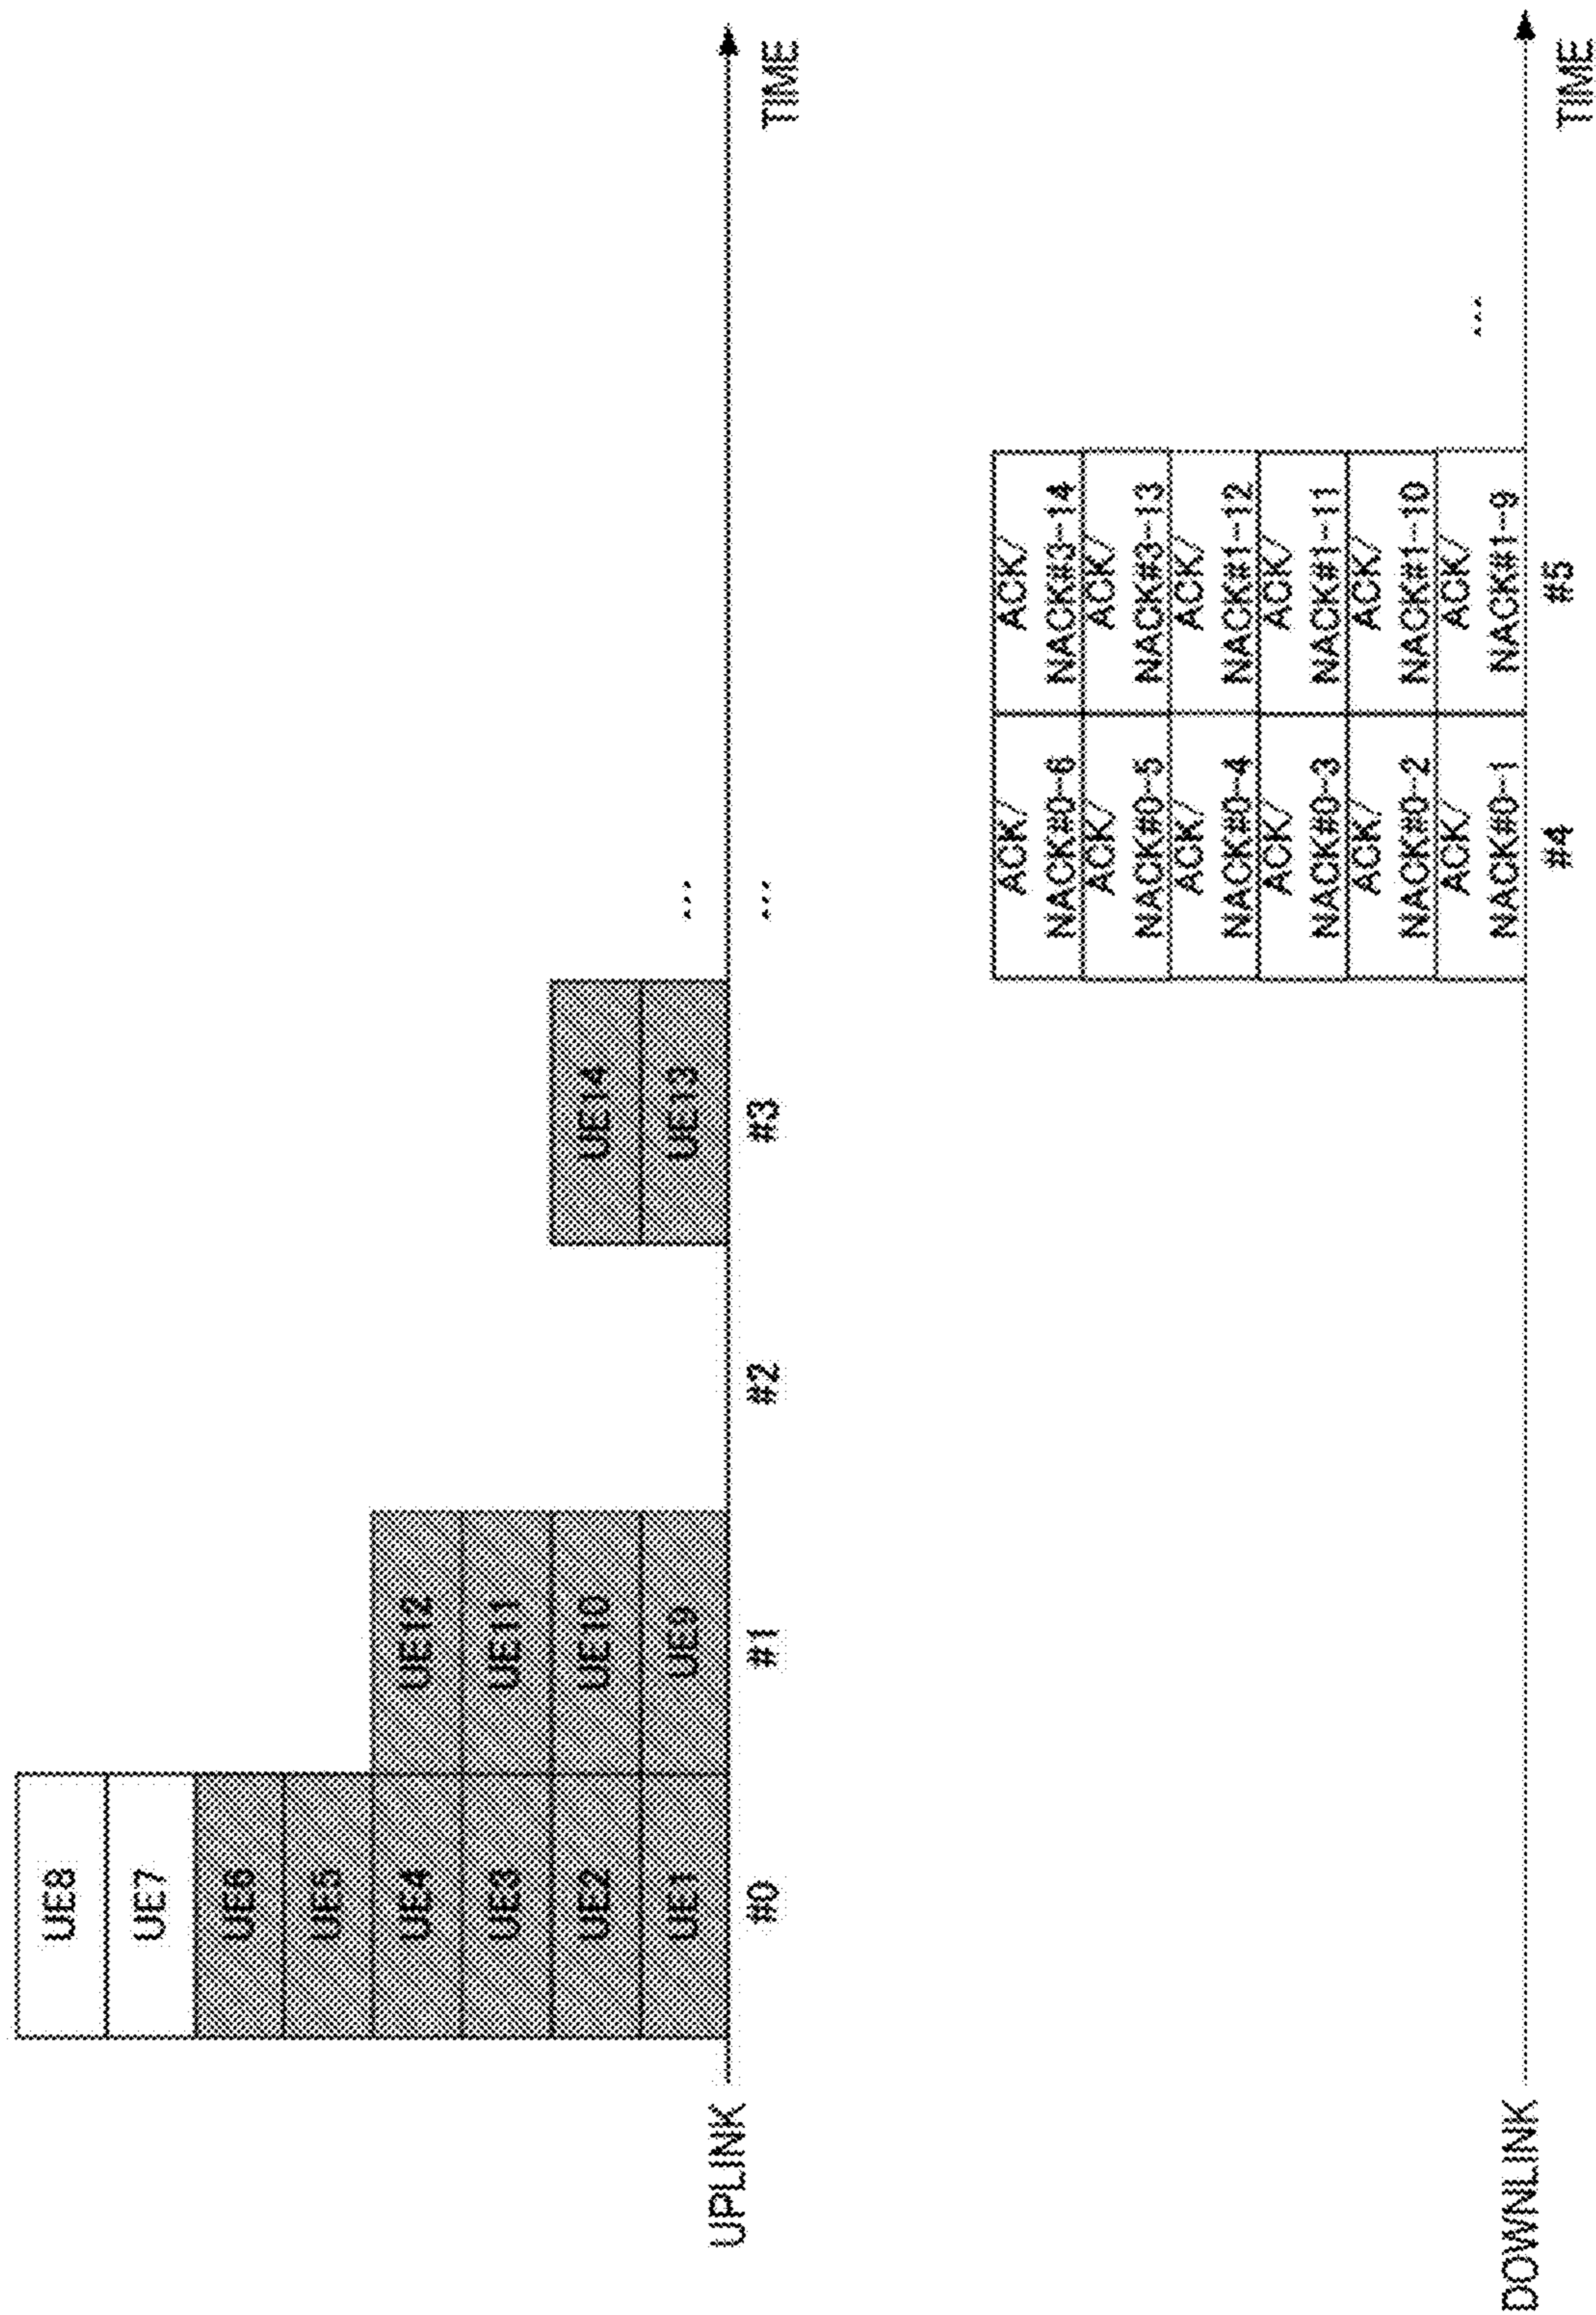 UE8
UE7
UE6
UE5
UE4
UE3
UE2
UE1
UE12
UE11
UE10
UE9
UE14
UE13
...
UPLINK
#0
#1
#2
#3
...
TIME
ACK/
NACK#0-6
ACK/
NACK#0-5
ACK/
NACK#0-4
ACK/
NACK#0-3
ACK/
NACK#0-2
ACK/
NACK#0-1
ACK/
NACK#3-14
ACK/
NACK#3-13
ACK/
NACK#1-12
ACK/
NACK#1-11
ACK/
NACK#1-10
ACK/
NACK#1-9
...
DOWNLINK
#4
#5
TIME